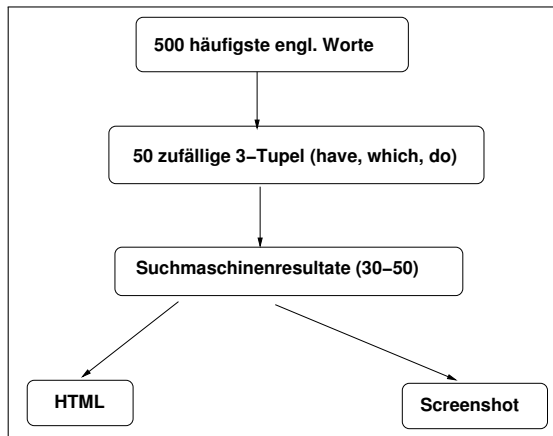 500 häufigste engl. Worte
50 zufällige 3−Tupel (have, which, do)
Suchmaschinenresultate (30−50)
HTML
Screenshot